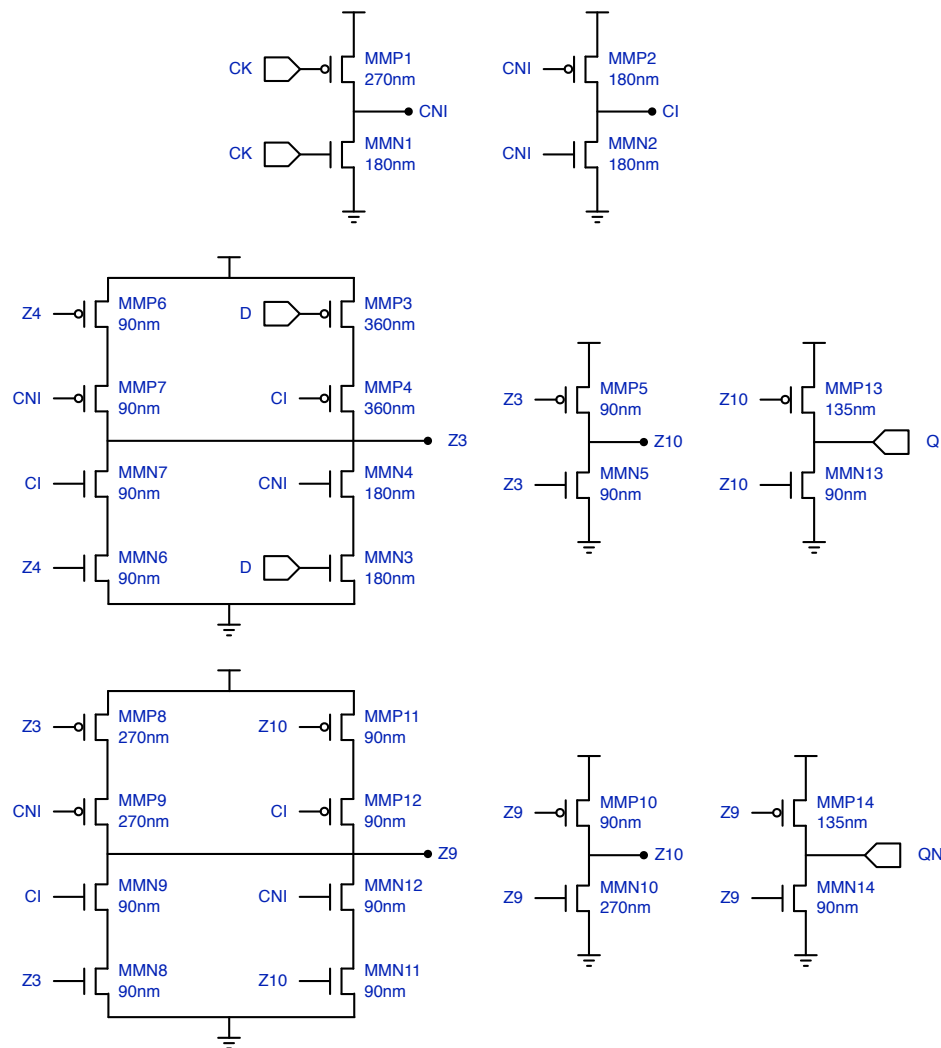 CK
MMP1
270nm
CNI
CK
MMN1
180nm
CNI
MMP2
180nm
CI
CNI
MMN2
180nm
Z4
MMP6
90nm
D
MMP3
360nm
CNI
MMP7
90nm
CI
MMP4
360nm
Z3
CI
MMN7
90nm
CNI
MMN4
180nm
Z4
MMN6
90nm
D
MMN3
180nm
Z3
MMP5
90nm
Z10
Z3
MMN5
90nm
Z10
MMP13
135nm
Q
Z10
MMN13
90nm
Z3
MMP8
270nm
Z10
MMP11
90nm
CNI
MMP9
270nm
CI
MMP12
90nm
Z9
CI
MMN9
90nm
CNI
MMN12
90nm
Z3
MMN8
90nm
Z10
MMN11
90nm
Z9
MMP10
90nm
Z10
Z9
MMN10
270nm
Z9
MMP14
135nm
QN
Z9
MMN14
90nm